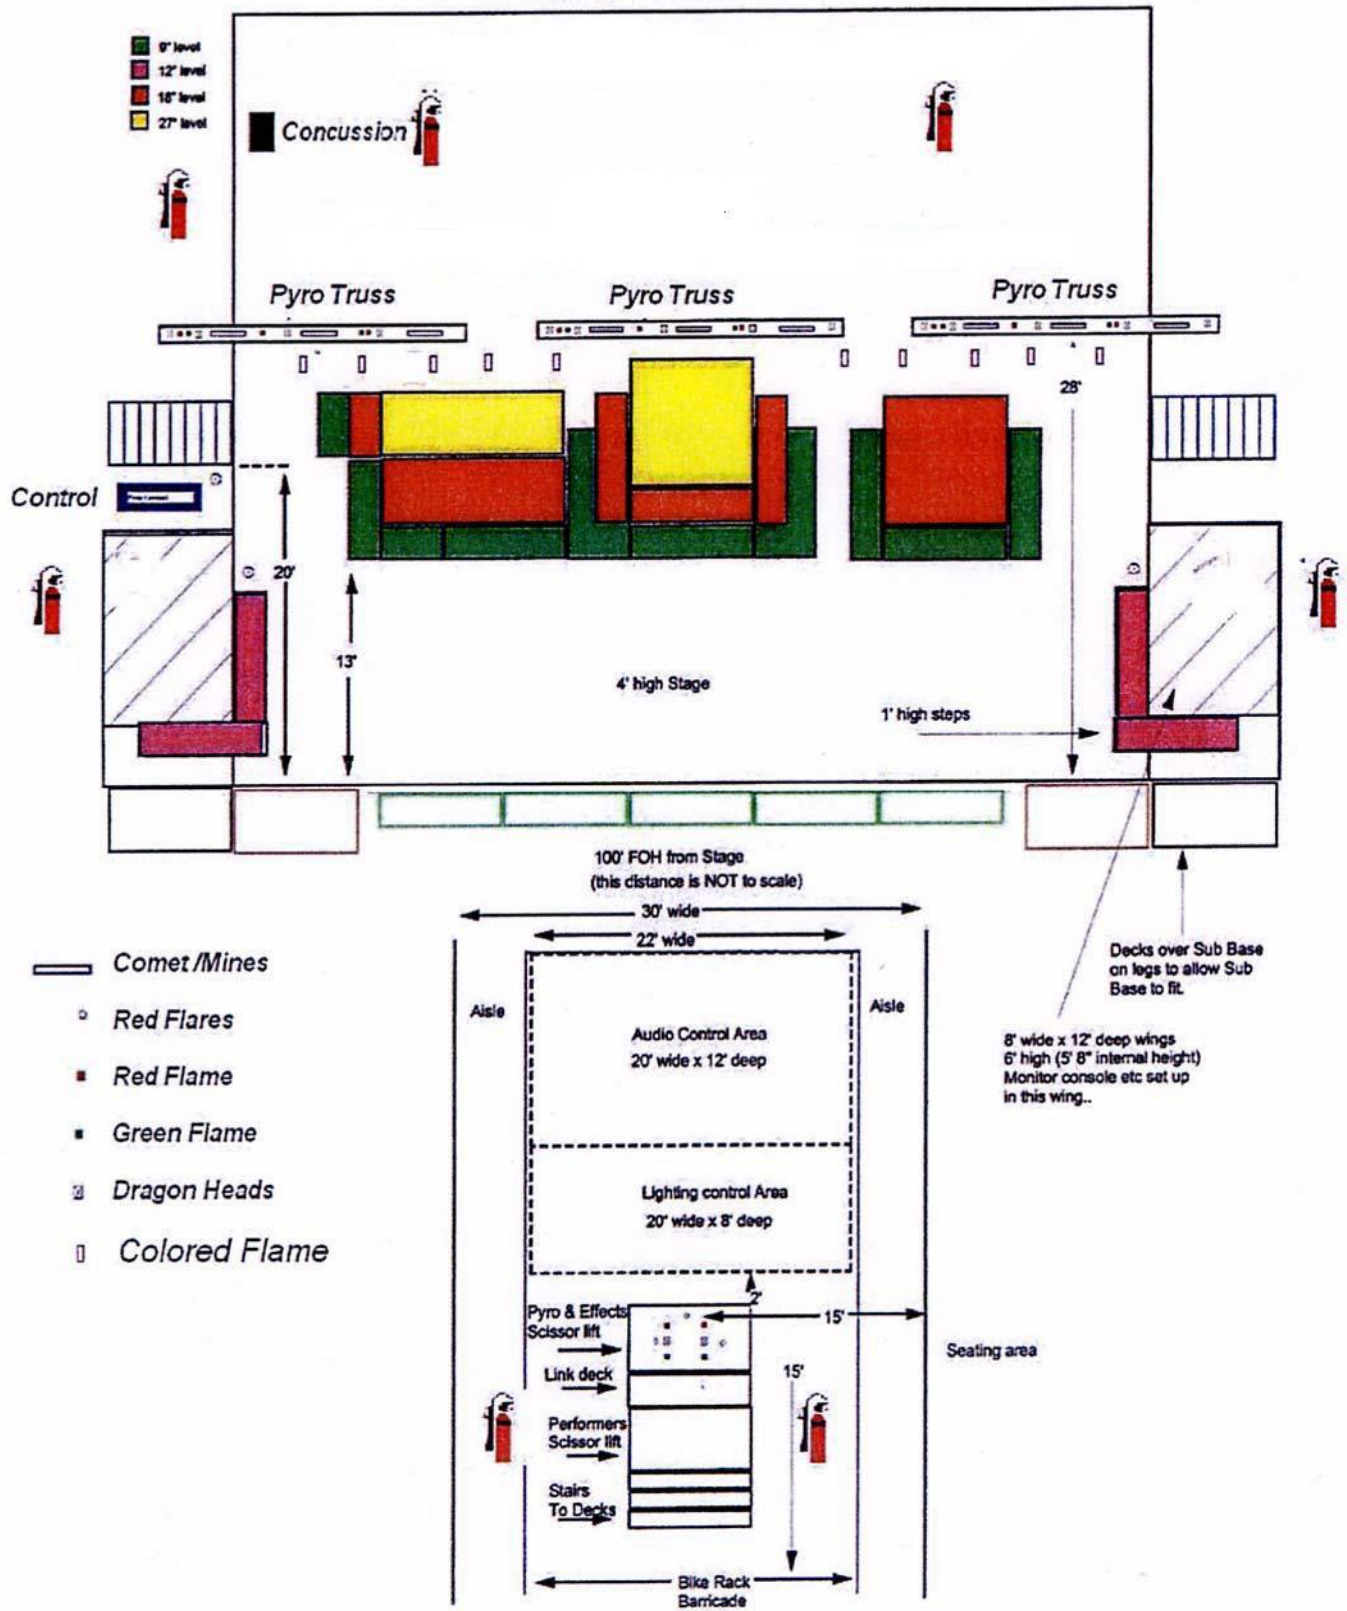 9" level
12" level
18" level
27" level
Concussion
Pyro Truss
Pyro Truss
Pyro Truss
28'
Control
20'
13'
4' high Stage
1' high steps
100' FOH from Stage
(this distance is NOT to scale)
30' wide
22' wide
Comet /Mines
Red Flares
Red Flame
Green Flame
Dragon Heads
Colored Flame
Aisle
Aisle
Audio Control Area
20' wide x 12' deep
Decks over Sub Base
on legs to allow Sub
Base to fit.
8' wide x 12' deep wings
6' high (5' 8" internal height)
Monitor console etc set up
in this wing..
Lighting control Area
20' wide x 8' deep
2'
Pyro & Effects
Scissor lift
15'
Seating area
Link deck
15'
Performers
Scissor lift
Stairs
To Decks
Bike Rack
Barricade